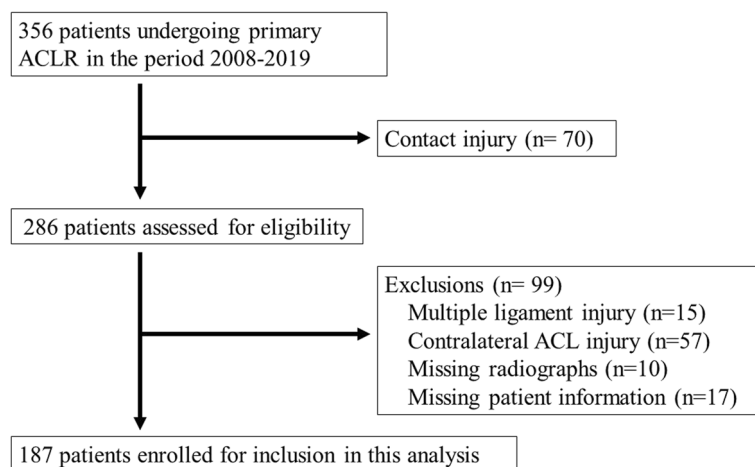 356 patients undergoing primary
ACLR in the period 2008-2019
Contact injury (n= 70)
286 patients assessed for eligibility
Exclusions (n= 99)
Multiple ligament injury (n=15)
Contralateral ACL injury (n=57)
Missing radiographs (n=10)
Missing patient information (n=17)
187 patients enrolled for inclusion in this analysis